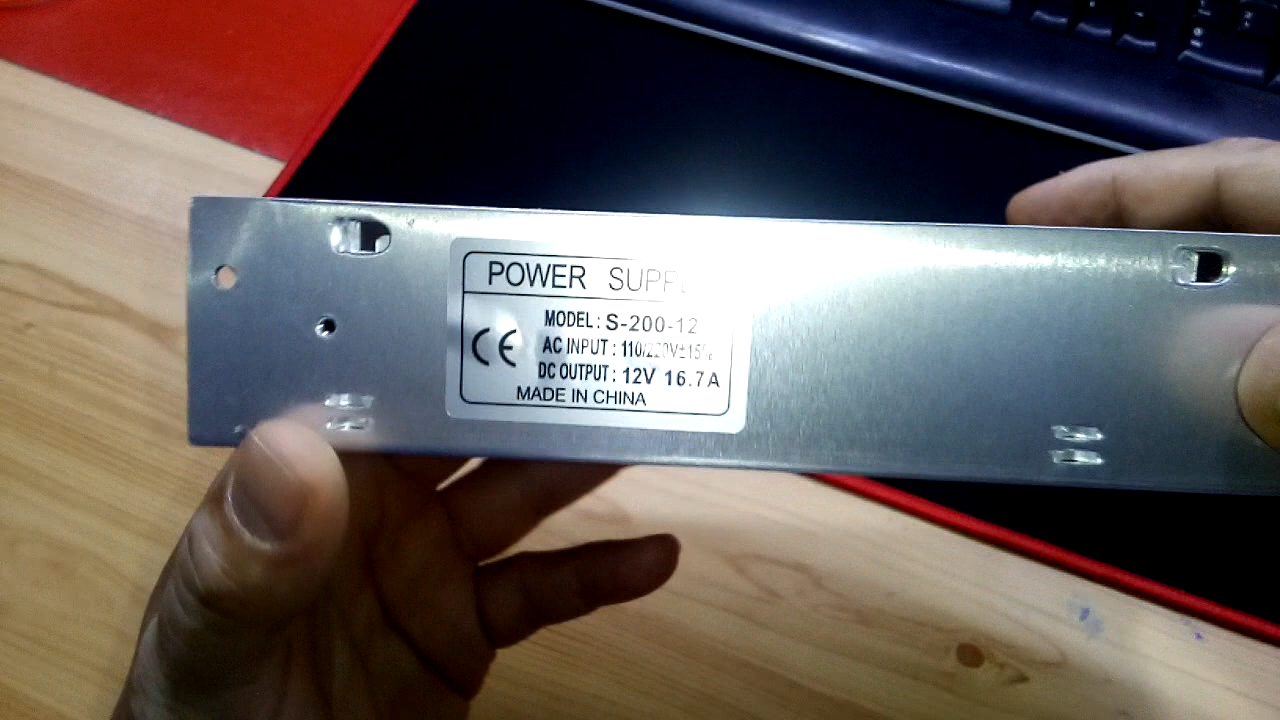 POWER SUPP
MODEL: S-200-12
CE AC INPUT: 110/220V±15%
DC OUTPUT: 12V 16.7A
MADE IN CHINA